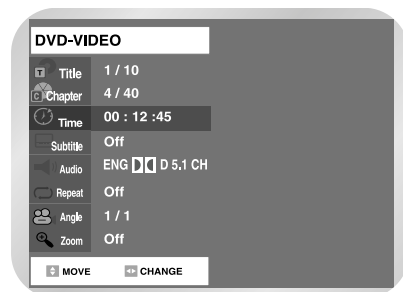 DVD-VIDEO
T Title 1 / 10
C Chapter 4 / 40
Time 00 : 12 :45
Subtitle Off
Audio ENG D 5.1 CH
Repeat Off
Angle 1 / 1
Zoom Off
MOVE CHANGE